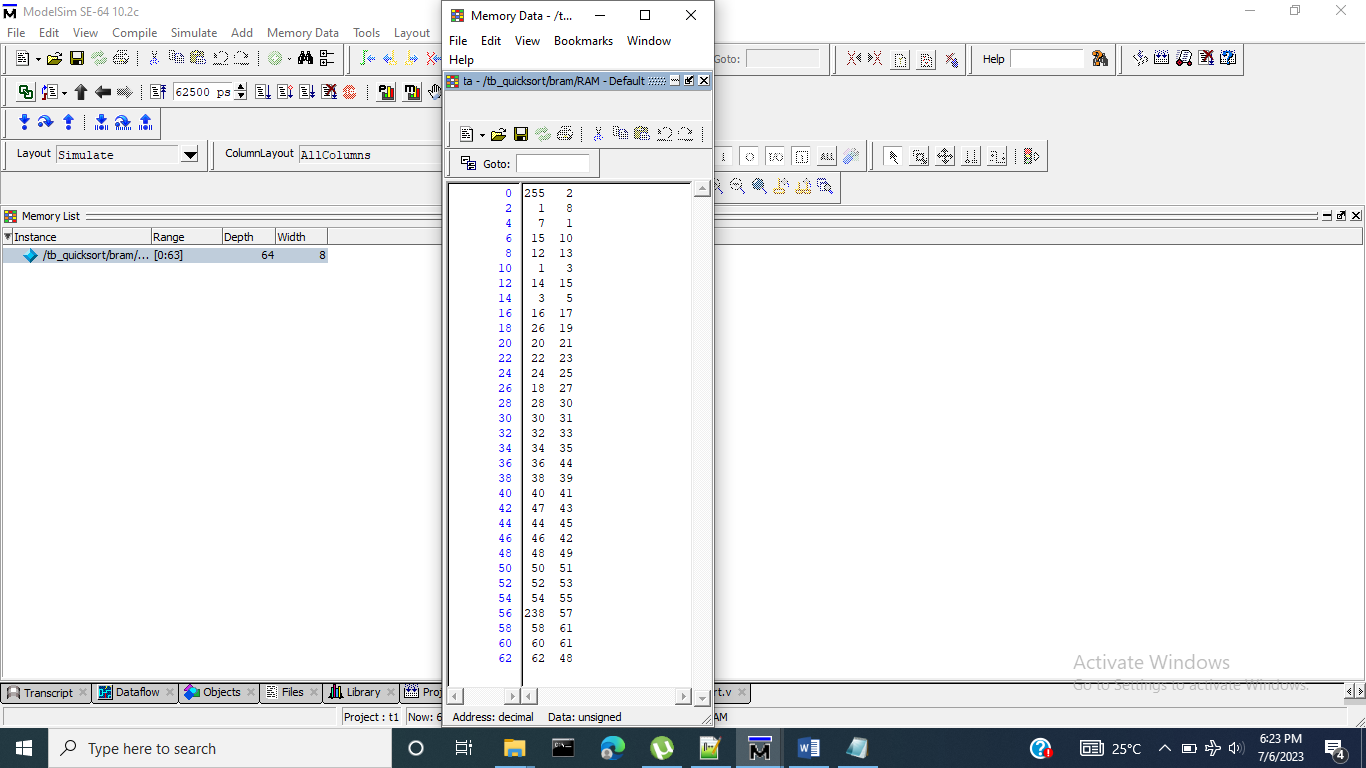 ModelSim SE-64 10.2c
File Edit View Compile Simulate Add Memory Data Tools Layout
Goto:
Help
62500 ps
Layout Simulate
ColumnLayout AllColumns
Memory List
Instance Range Depth Width
/tb_quicksort/bram/... [0:63] 64 8
Memory Data - /t...
File Edit View Bookmarks Window
Help
ta - /tb_quicksort/bram/RAM - Default
Goto:
0 255 2
2 1 8
4 7 1
6 15 10
8 12 13
10 1 3
12 14 15
14 3 5
16 16 17
18 26 19
20 20 21
22 22 23
24 24 25
26 18 27
28 28 30
30 30 31
32 32 33
34 34 35
36 36 44
38 38 39
40 40 41
42 47 43
44 44 45
46 46 42
48 48 49
50 50 51
52 52 53
54 54 55
56 238 57
58 58 61
60 60 61
62 62 48
Address: decimal Data: unsigned
Activate Windows
Go to Settings to activate Windows.
Transcript Dataflow Objects Files Library Proj
rt.v
Project : t1 Now: 6
AM
Type here to search
25°C
6:23 PM
7/6/2023
4